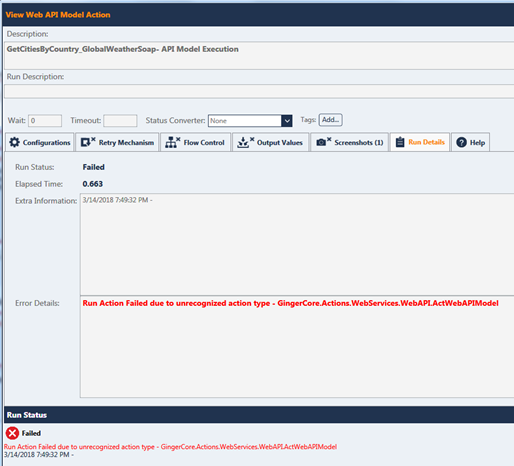 View Web API Model Action
Description:
GetCitiesByCountry_GlobalWeatherSoap- API Model Execution
Run Description:
Wait: 0 Timeout: Status Converter: None Tags: Add...
Configurations Retry Mechanism Flow Control Output Values Screenshots (1) Run Details Help
Run Status: Failed
Elapsed Time: 0.663
Extra Information: 3/14/2018 7:49:32 PM -
Error Details: Run Action Failed due to unrecognized action type - GingerCore.Actions.WebServices.WebAPI.ActWebAPIModel
Run Status
Failed
Run Action Failed due to unrecognized action type - GingerCore.Actions.WebServices.WebAPI.ActWebAPIModel
3/14/2018 7:49:32 PM -